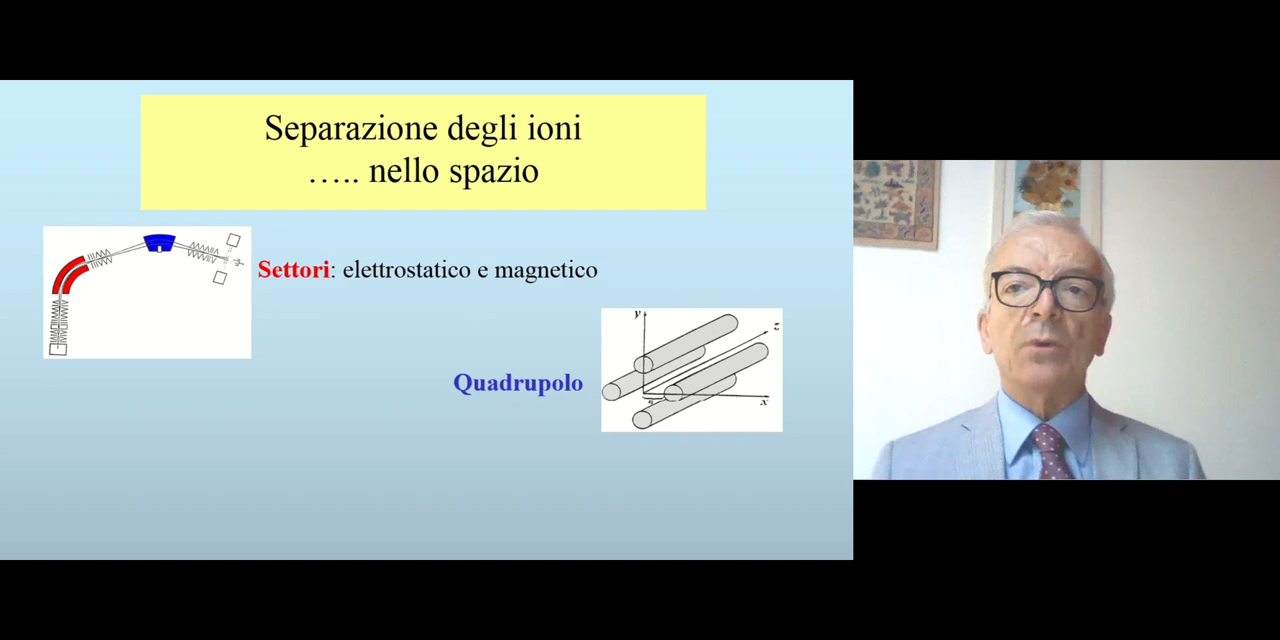 Separazione degli ioni
….. nello spazio
Settori: elettrostatico e magnetico
y
z
Quadrupolo
x